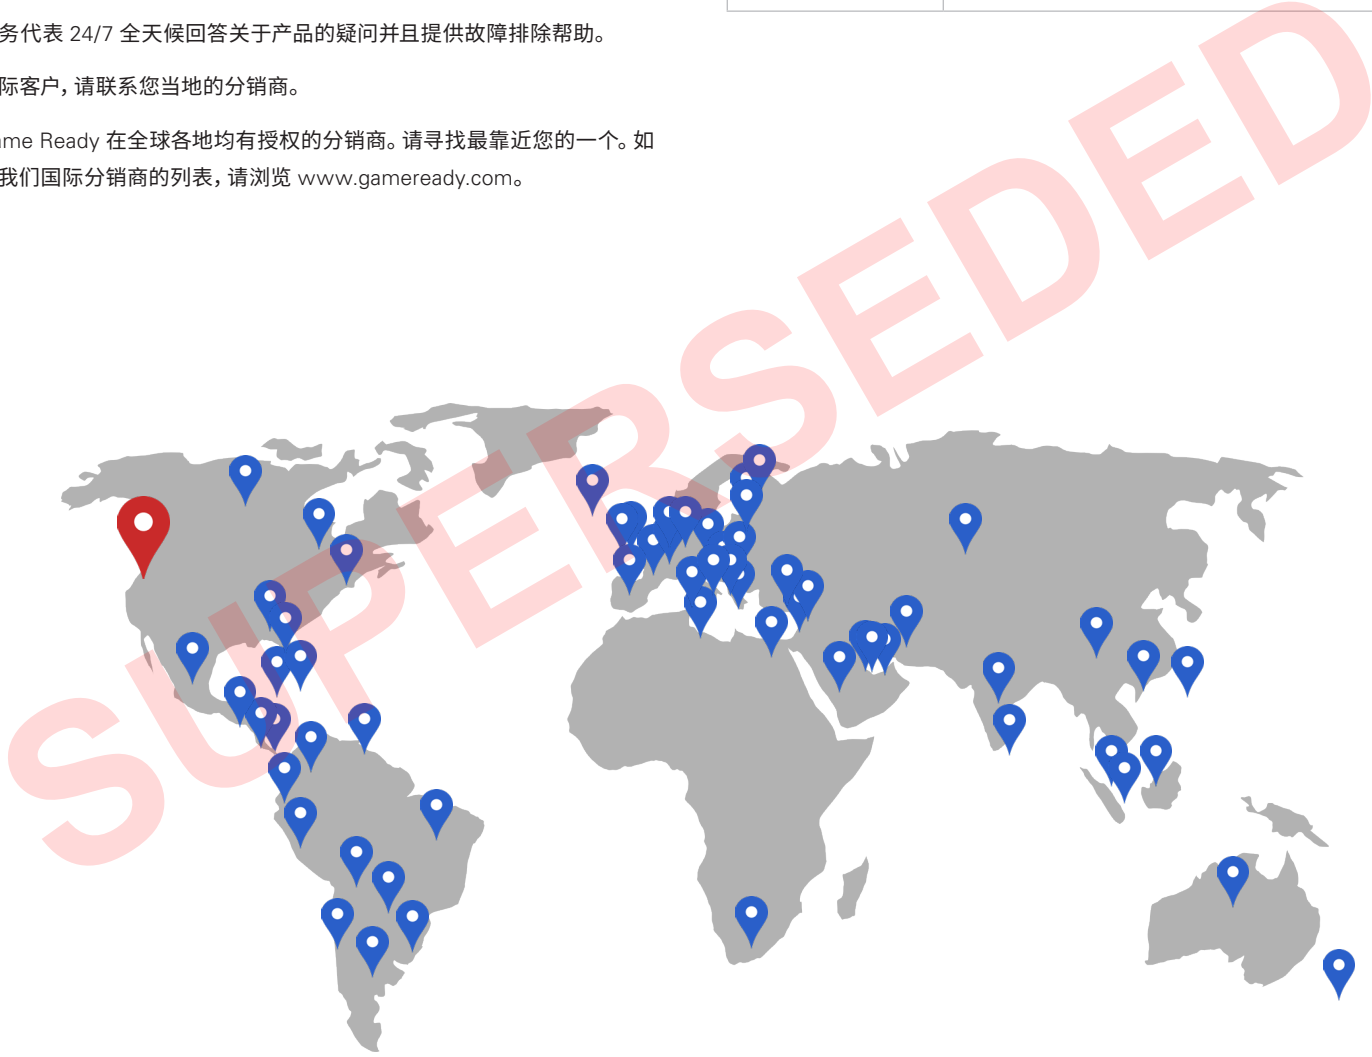 务代表 24/7 全天候回答关于产品的疑问并且提供故障排除帮助。
际客户，请联系您当地的分销商。
ame Ready 在全球各地均有授权的分销商。请寻找最靠近您的一个。如
我们国际分销商的列表，请浏览 www.gameready.com。
SUPERSEDED